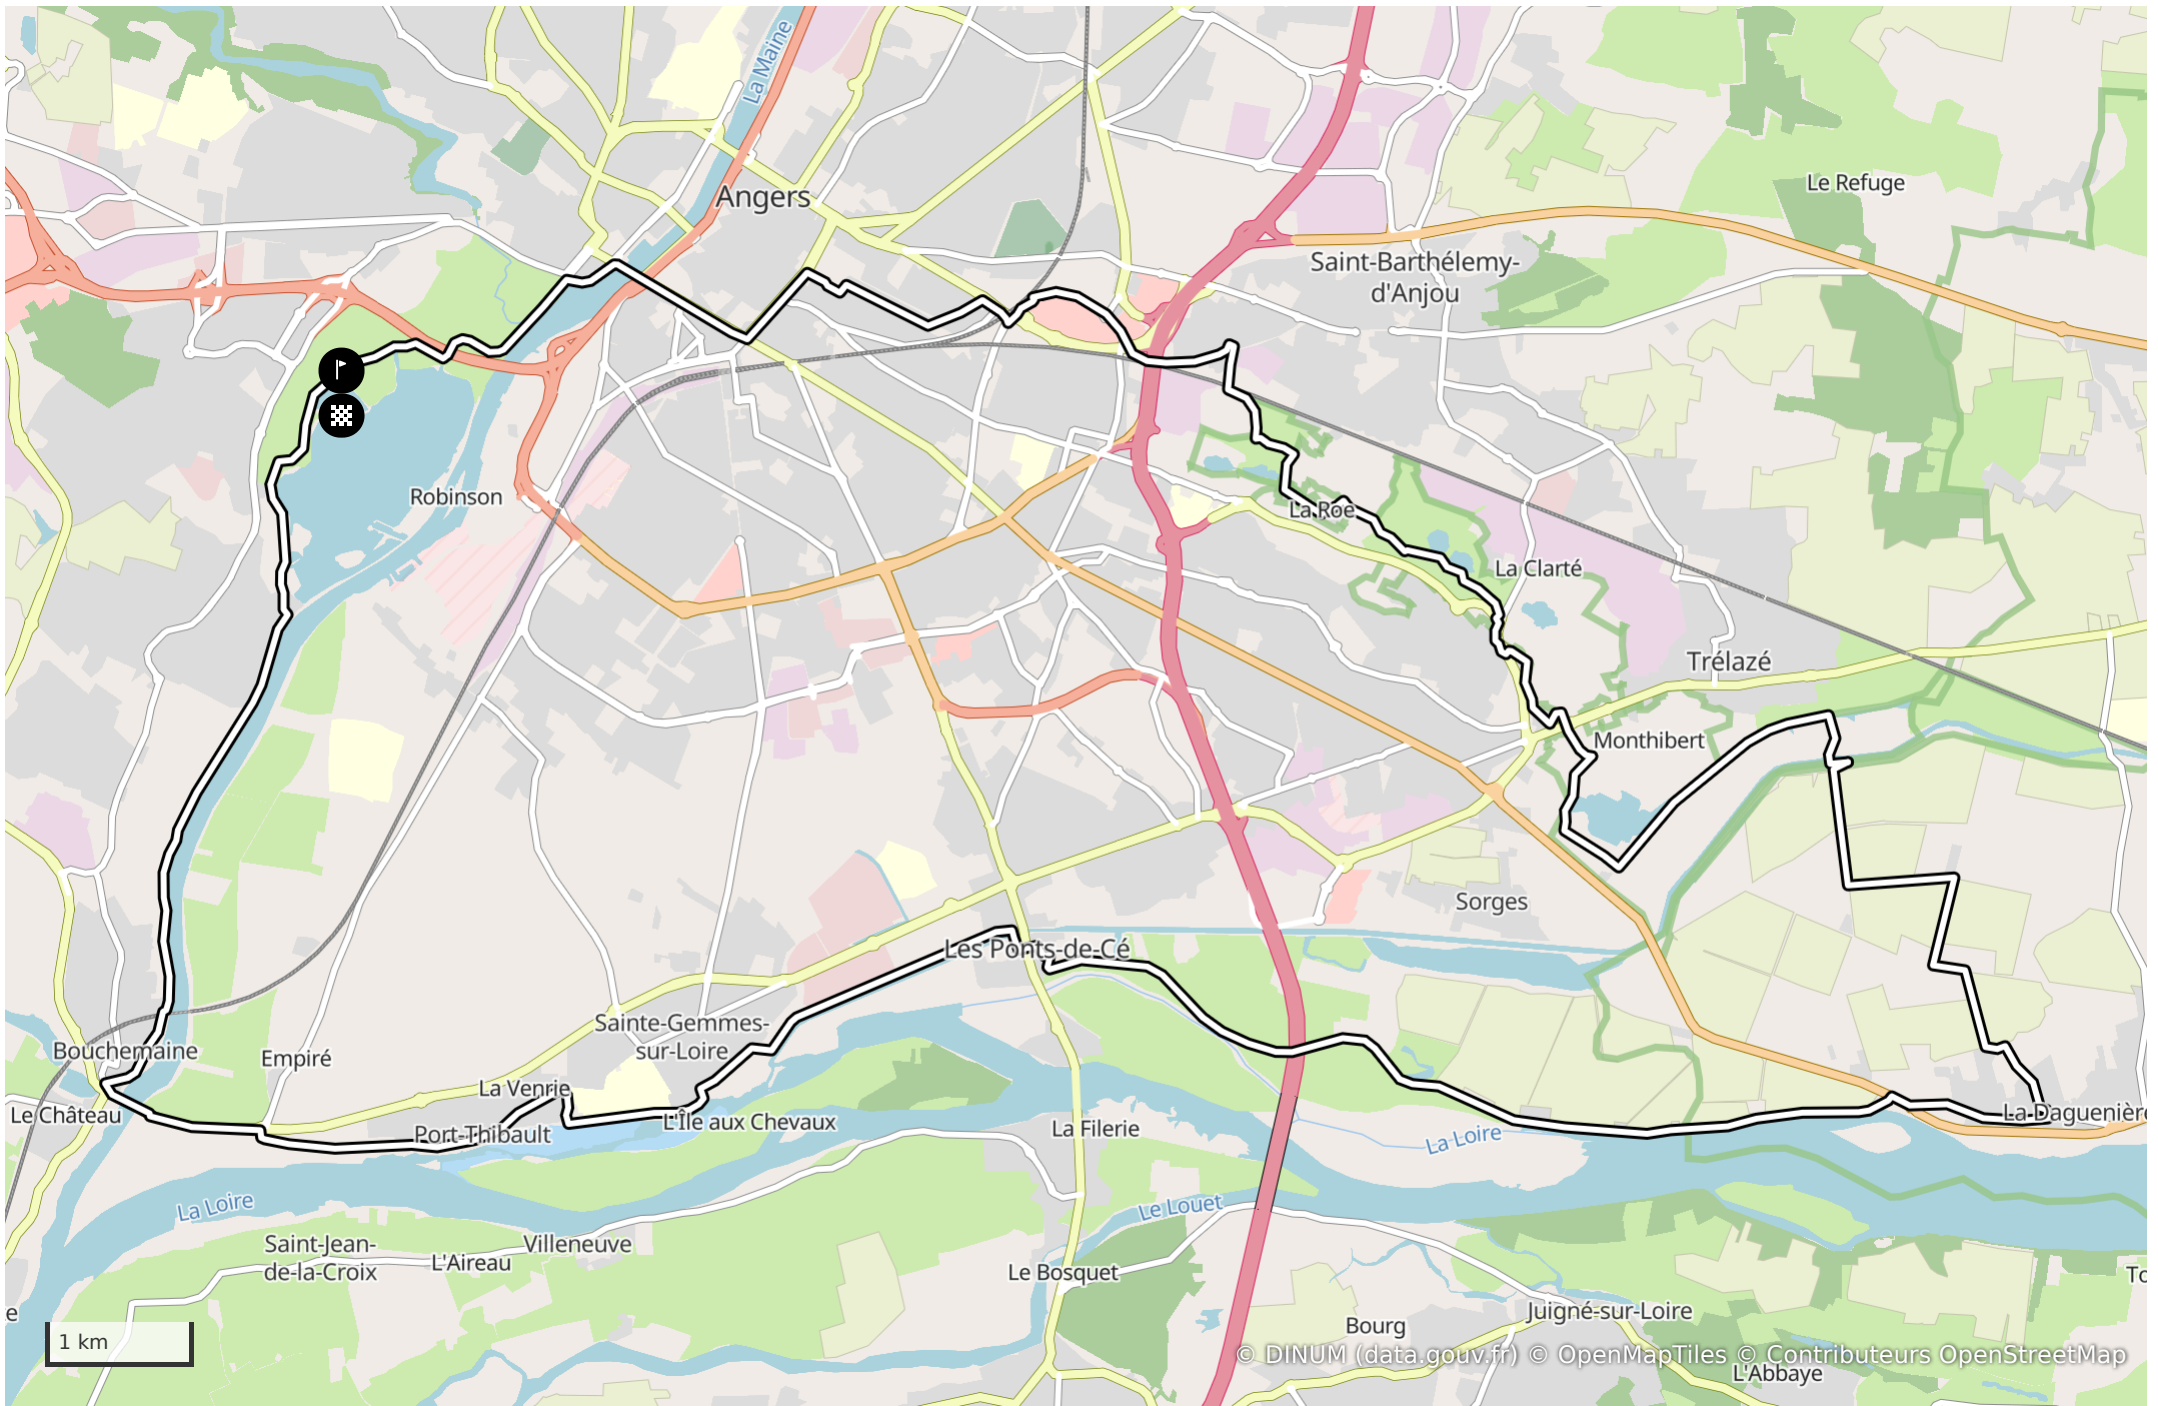 La Maine
Le Refuge
Angers
Saint-Barthélemy-
d'Anjou
Robinson
La Roë
La Clarté
Trélazé
Monthibert
Sorges
Les Ponts-de-Cé
Sainte-Gemmes-
sur-Loire
Bouchemaine
Empiré
La Venrie
Le Château
L'Île aux Chevaux
La Daguenière
Port-Thibault
La Filerie
La Loire
La Loire
Le Louet
Saint-Jean-
de-la-Croix
Villeneuve
L'Aireau
Le Bosquet
To
e
Juigné-sur-Loire
Bourg
1 km
© DINUM (data.gouv.fr) © OpenMapTiles © Contributeurs OpenStreetMap
L'Abbaye